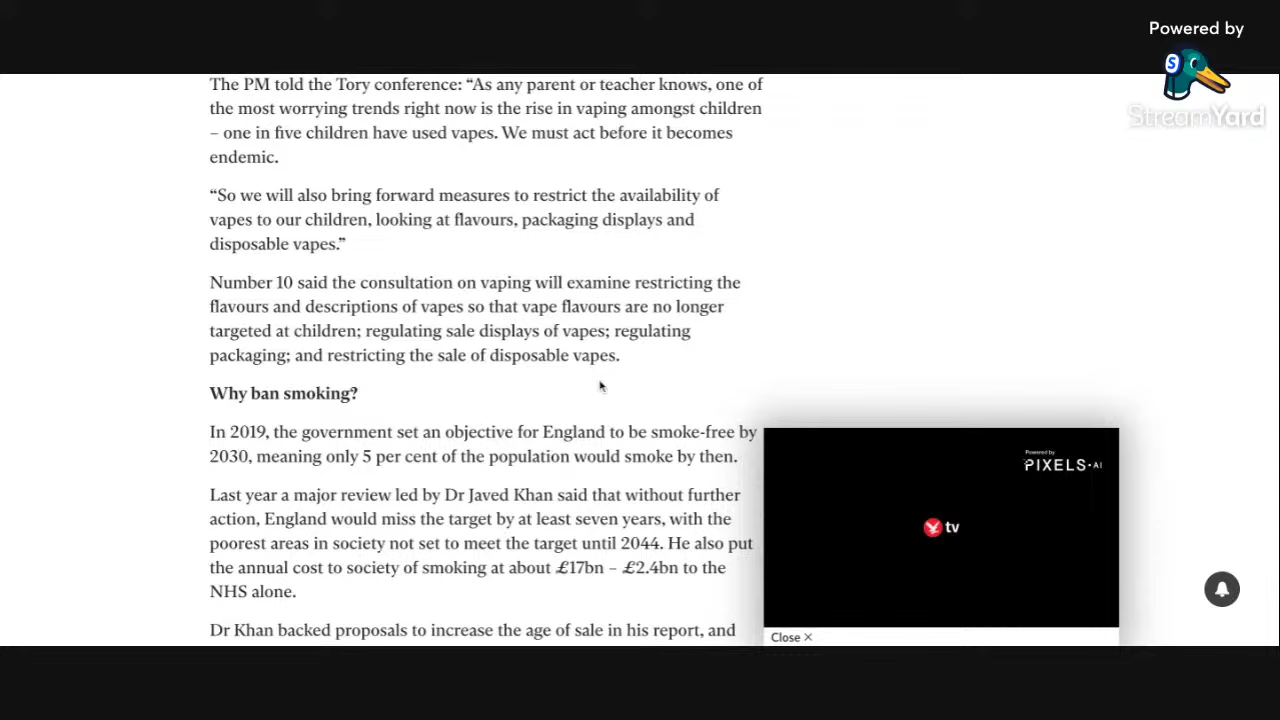 Powered by
StreamYard
The PM told the Tory conference: “As any parent or teacher knows, one of
the most worrying trends right now is the rise in vaping amongst children
– one in five children have used vapes. We must act before it becomes
endemic.
“So we will also bring forward measures to restrict the availability of
vapes to our children, looking at flavours, packaging displays and
disposable vapes.”
Number 10 said the consultation on vaping will examine restricting the
flavours and descriptions of vapes so that vape flavours are no longer
targeted at children; regulating sale displays of vapes; regulating
packaging; and restricting the sale of disposable vapes.
Why ban smoking?
In 2019, the government set an objective for England to be smoke-free by
2030, meaning only 5 per cent of the population would smoke by then.
Last year a major review led by Dr Javed Khan said that without further
action, England would miss the target by at least seven years, with the
poorest areas in society not set to meet the target until 2044. He also put
the annual cost to society of smoking at about £17bn – £2.4bn to the
NHS alone.
Dr Khan backed proposals to increase the age of sale in his report, and
Powered by
PIXELS.AI
tv
Close ×